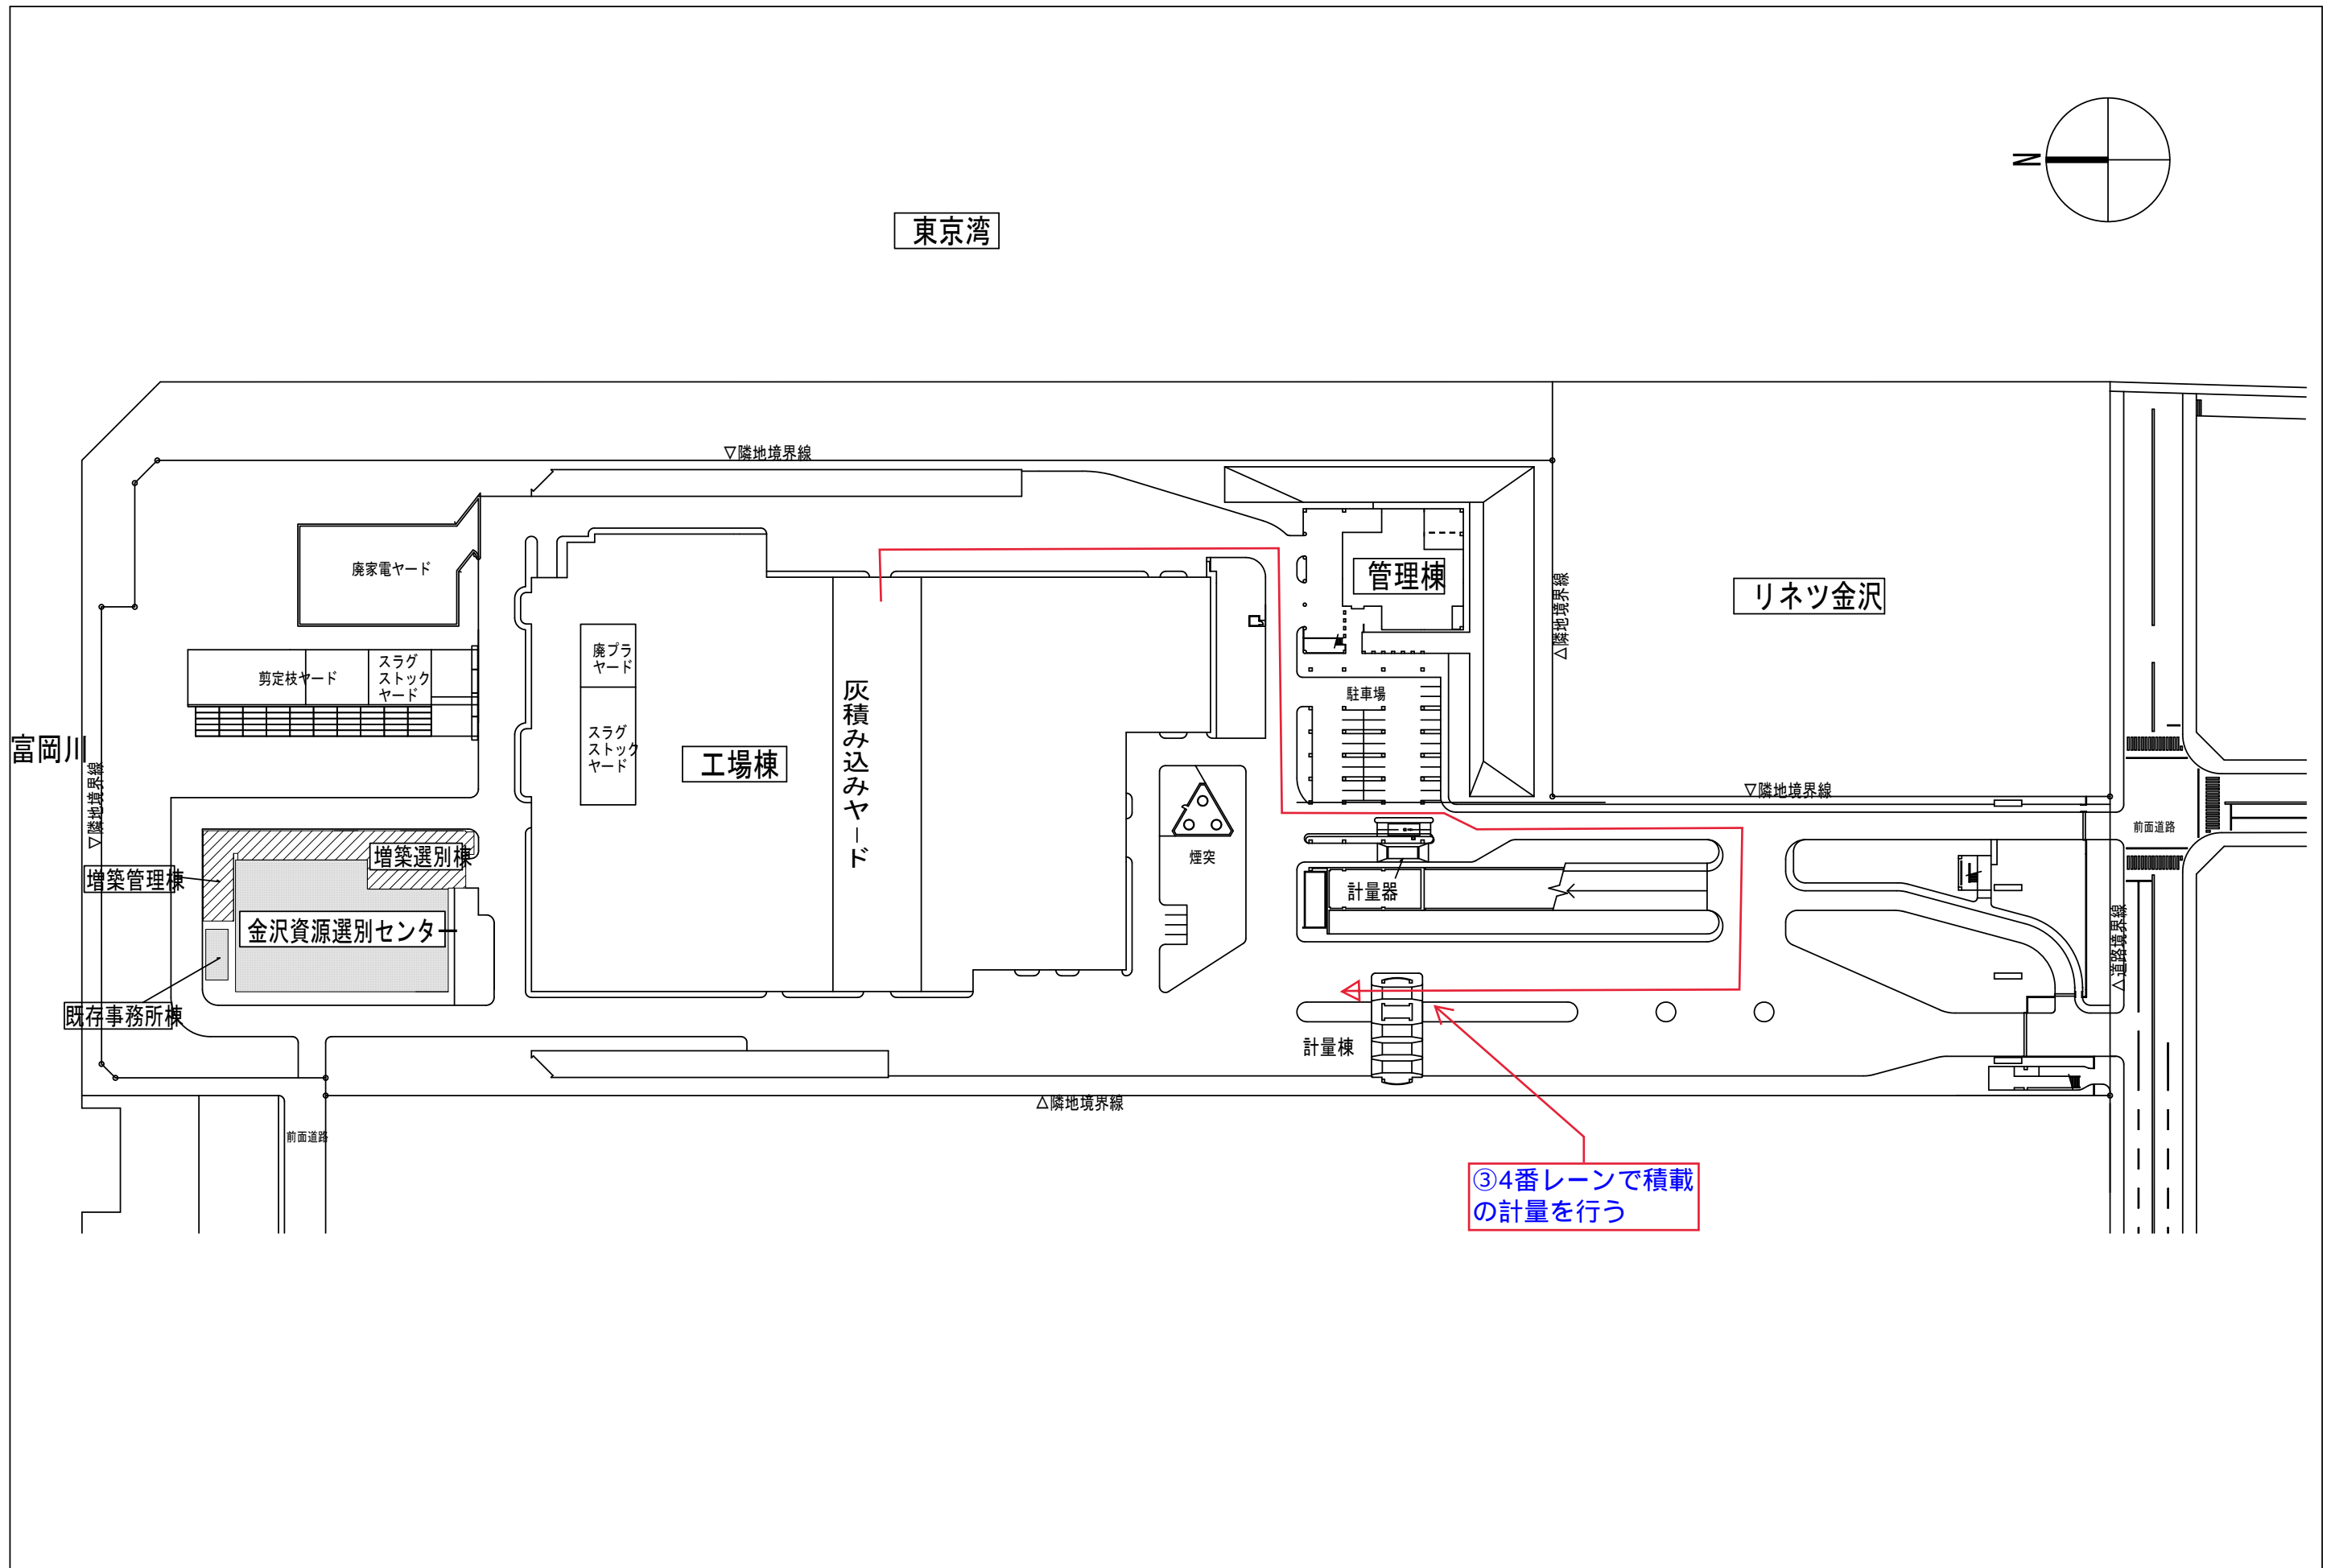 N
東京湾
▽隣地境界線
廃家電ヤード
管理棟
リネツ金沢
△隣地境界線
剪定枝ヤード
スラグ
ストック
ヤード
廃プラ
ヤード
灰積み込みヤード
駐車場
スラグ
ストック
ヤード
工場棟
富岡川
▽隣地境界線
▽隣地境界線
前面道路
増築選別棟
煙突
増築管理棟
計量器
金沢資源選別センター
△道路境界線
既存事務所棟
計量棟
△隣地境界線
前面道路
③4番レーンで積載
の計量を行う